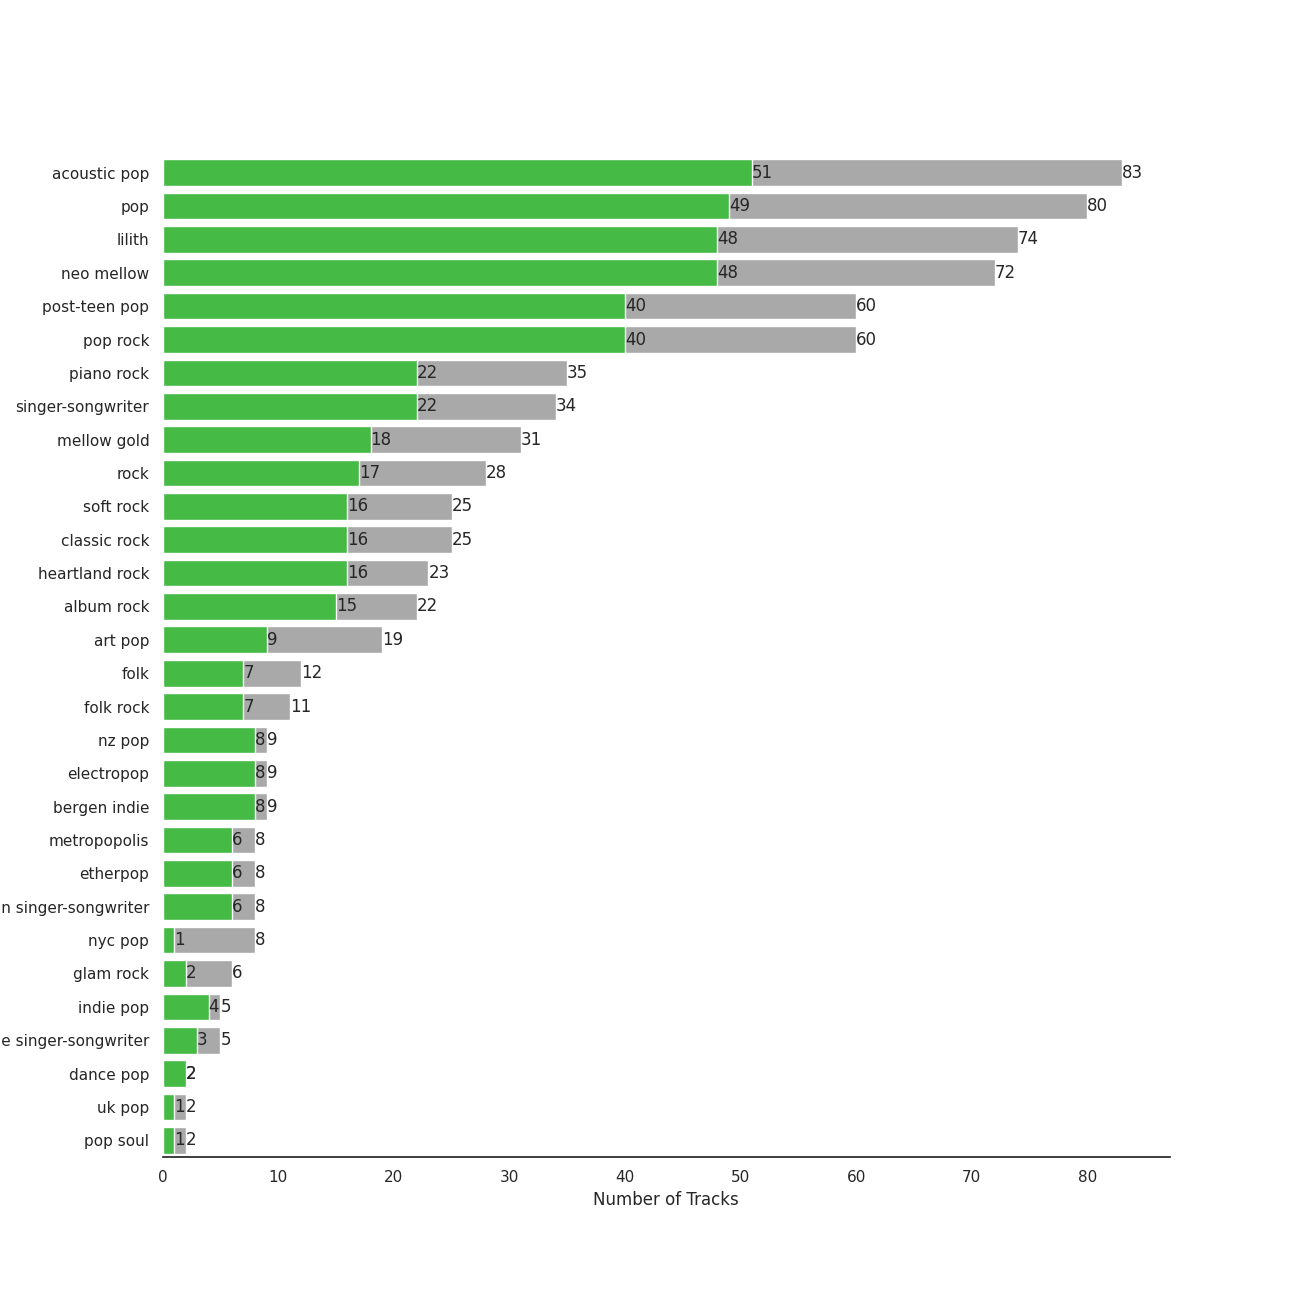 acoustic pop 51 83
pop 49 80
lilith 48 74
neo mellow 48 72
post-teen pop 40 60
pop rock 40 60
piano rock 22 35
singer-songwriter 22 34
mellow gold 18 31
rock 17 28
soft rock 16 25
classic rock 16 25
heartland rock 16 23
album rock 15 22
art pop 9 19
folk 7 12
folk rock 7 11
nz pop 8 9
electropop 8 9
bergen indie 8 9
metropopolis 6 8
etherpop 6 8
n singer-songwriter 6 8
nyc pop 1 8
glam rock 2 6
indie pop 4 5
e singer-songwriter 3 5
dance pop 2
uk pop 1 2
pop soul 1 2
0 10 20 30 40 50 60 70 80
Number of Tracks